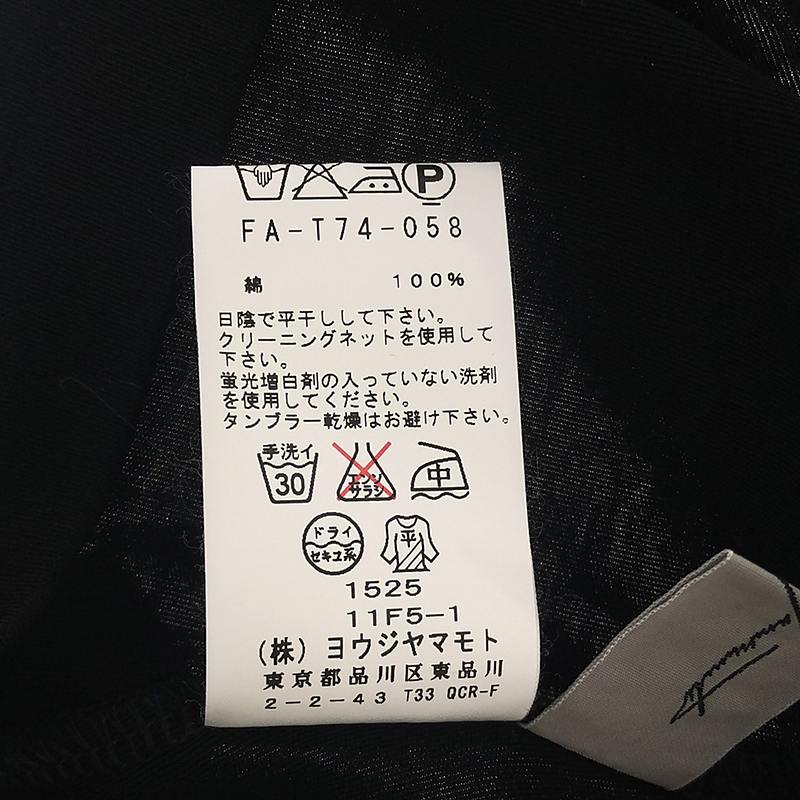 P
FA-T74-058
綿 100%
日陰で平干しして下さい。
クリーニングネットを使用して
下さい。
蛍光増白剤の入っていない洗剤
を使用してください。
タンブラー乾燥はお避け下さい。
手洗イ
30
エンソ
サラシ
中
ドライ
セキユ系
平
1525
11F5-1
(株) ヨウジヤマモト
東京都品川区東品川
2-2-43 T33 QCR-F